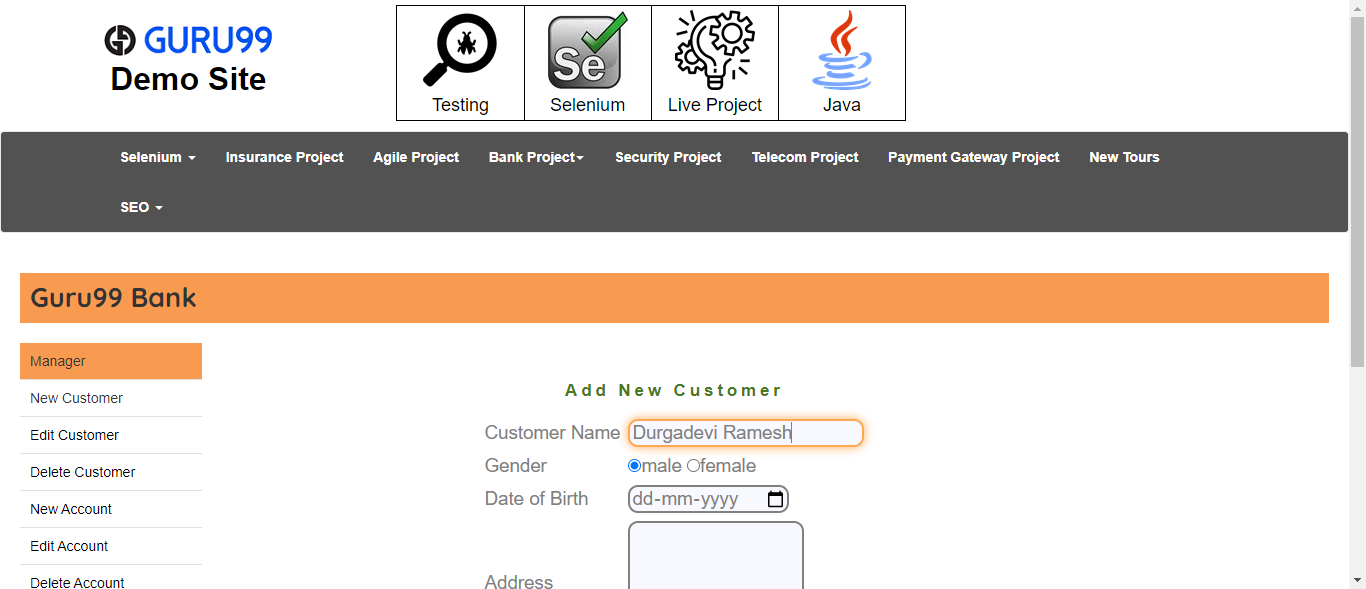 GURU99
Demo Site
Se
Testing
Selenium
Live Project
Java
Selenium
Insurance Project
Agile Project
Bank Project
Security Project
Telecom Project
Payment Gateway Project
New Tours
SEO
Guru99 Bank
Manager
New Customer
Edit Customer
Delete Customer
New Account
Edit Account
Delete Account
Add New Customer
Customer Name Durgadevi Ramesh
Gender male female
Date of Birth dd-mm-yyyy
Address